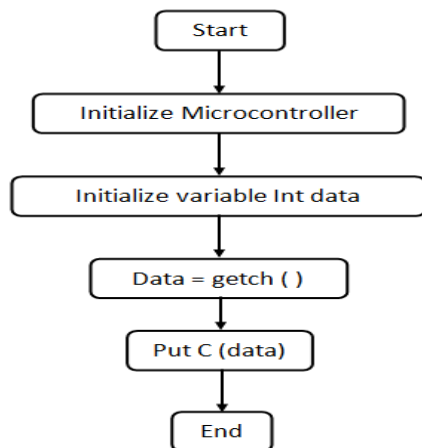 Start
Initialize Microcontroller
Initialize variable Int data
Data = getch ( )
Put C (data)
End